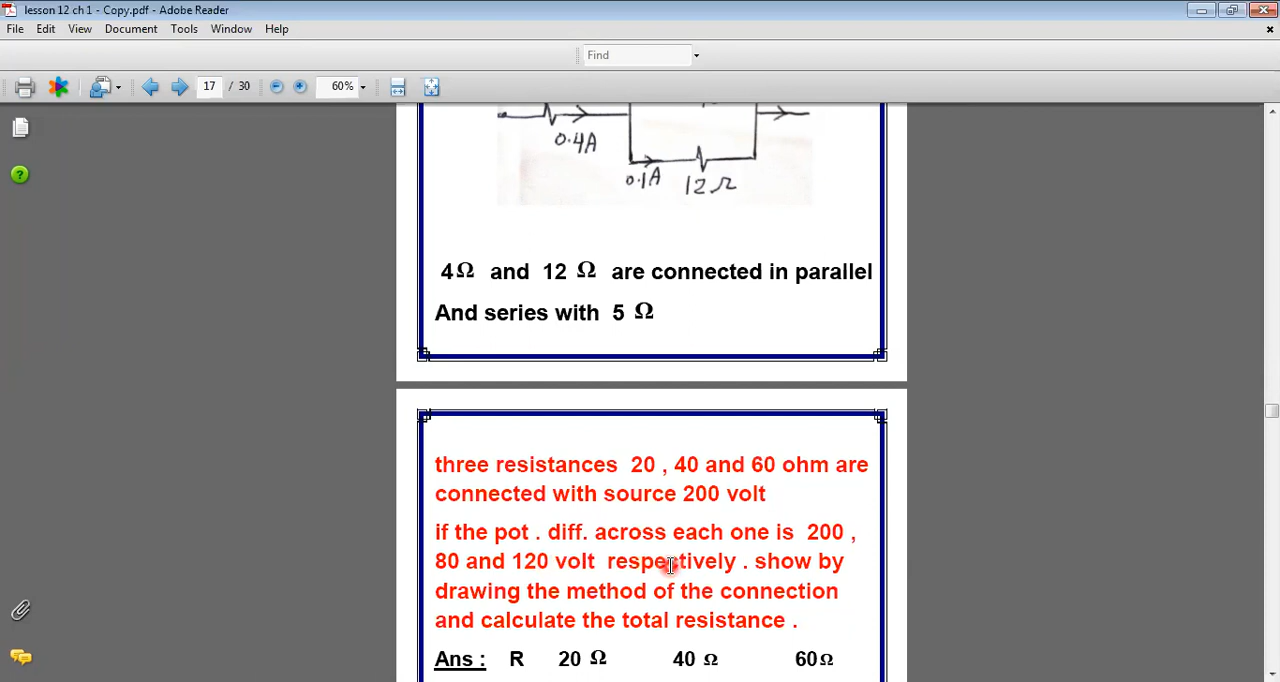 lesson 12 ch 1 - Copy.pdf - Adobe Reader
File Edit View Document Tools Window Help
Find
17 / 30 60%
0.4A
0.1A 12 Ω
4Ω and 12 Ω are connected in parallel
And series with 5 Ω
three resistances 20 , 40 and 60 ohm are
connected with source 200 volt
if the pot . diff. across each one is 200 ,
80 and 120 volt respectively . show by
drawing the method of the connection
and calculate the total resistance .
Ans : R 20 Ω 40 Ω 60Ω